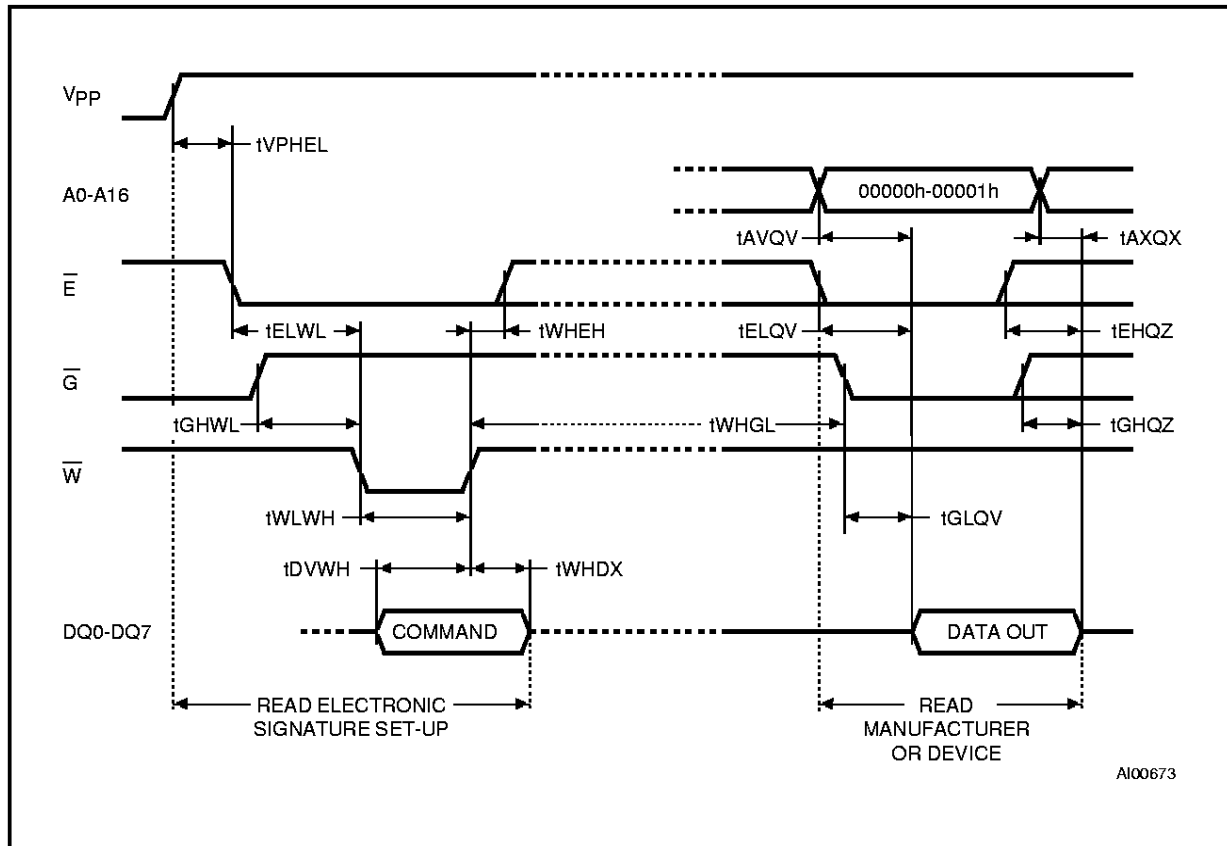 VPP
tVPHEL
A0-A16
00000h-00001h
tAVQV
tAXQX
E
tELWL
tWHEH
tELQV
tEHQZ
G
tGHWL
tWHGL
tGHQZ
W
tWLWH
tGLQV
tDVWH
tWHDX
DQ0-DQ7
COMMAND
DATA OUT
READ ELECTRONIC
SIGNATURE SET-UP
READ
MANUFACTURER
OR DEVICE
AI00673